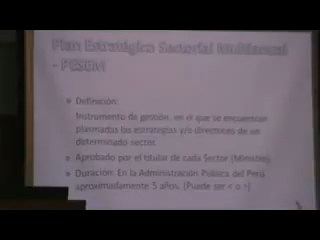 Plan Estratégico Sectorial Multianual
- PESEM
➢ Definición:
Instrumento de gestión, en el que se encuentran
plasmadas las estrategias y/o directrices de un
determinado sector.
➢ Aprobado por el titular de cada Sector (Ministro).
➢ Duración: En la Administración Pública del Perú
aproximadamente 5 años. (Puede ser < o >)